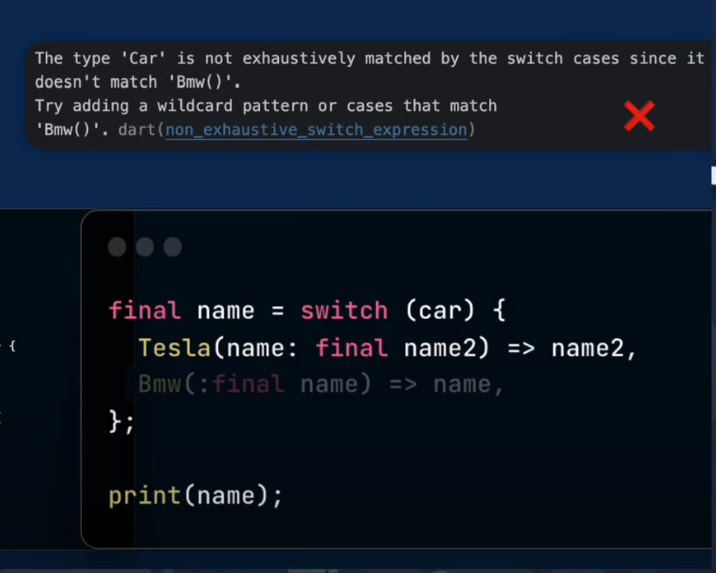 The type 'Car' is not exhaustively matched by the switch cases since it
doesn't match 'Bmw()'.
Try adding a wildcard pattern or cases that match
'Bmw()'. dart(non_exhaustive_switch_expression)
{
final name = switch (car) {
Tesla(name: final name2) => name2,
Bmw(:final name) => name,
};
print(name);